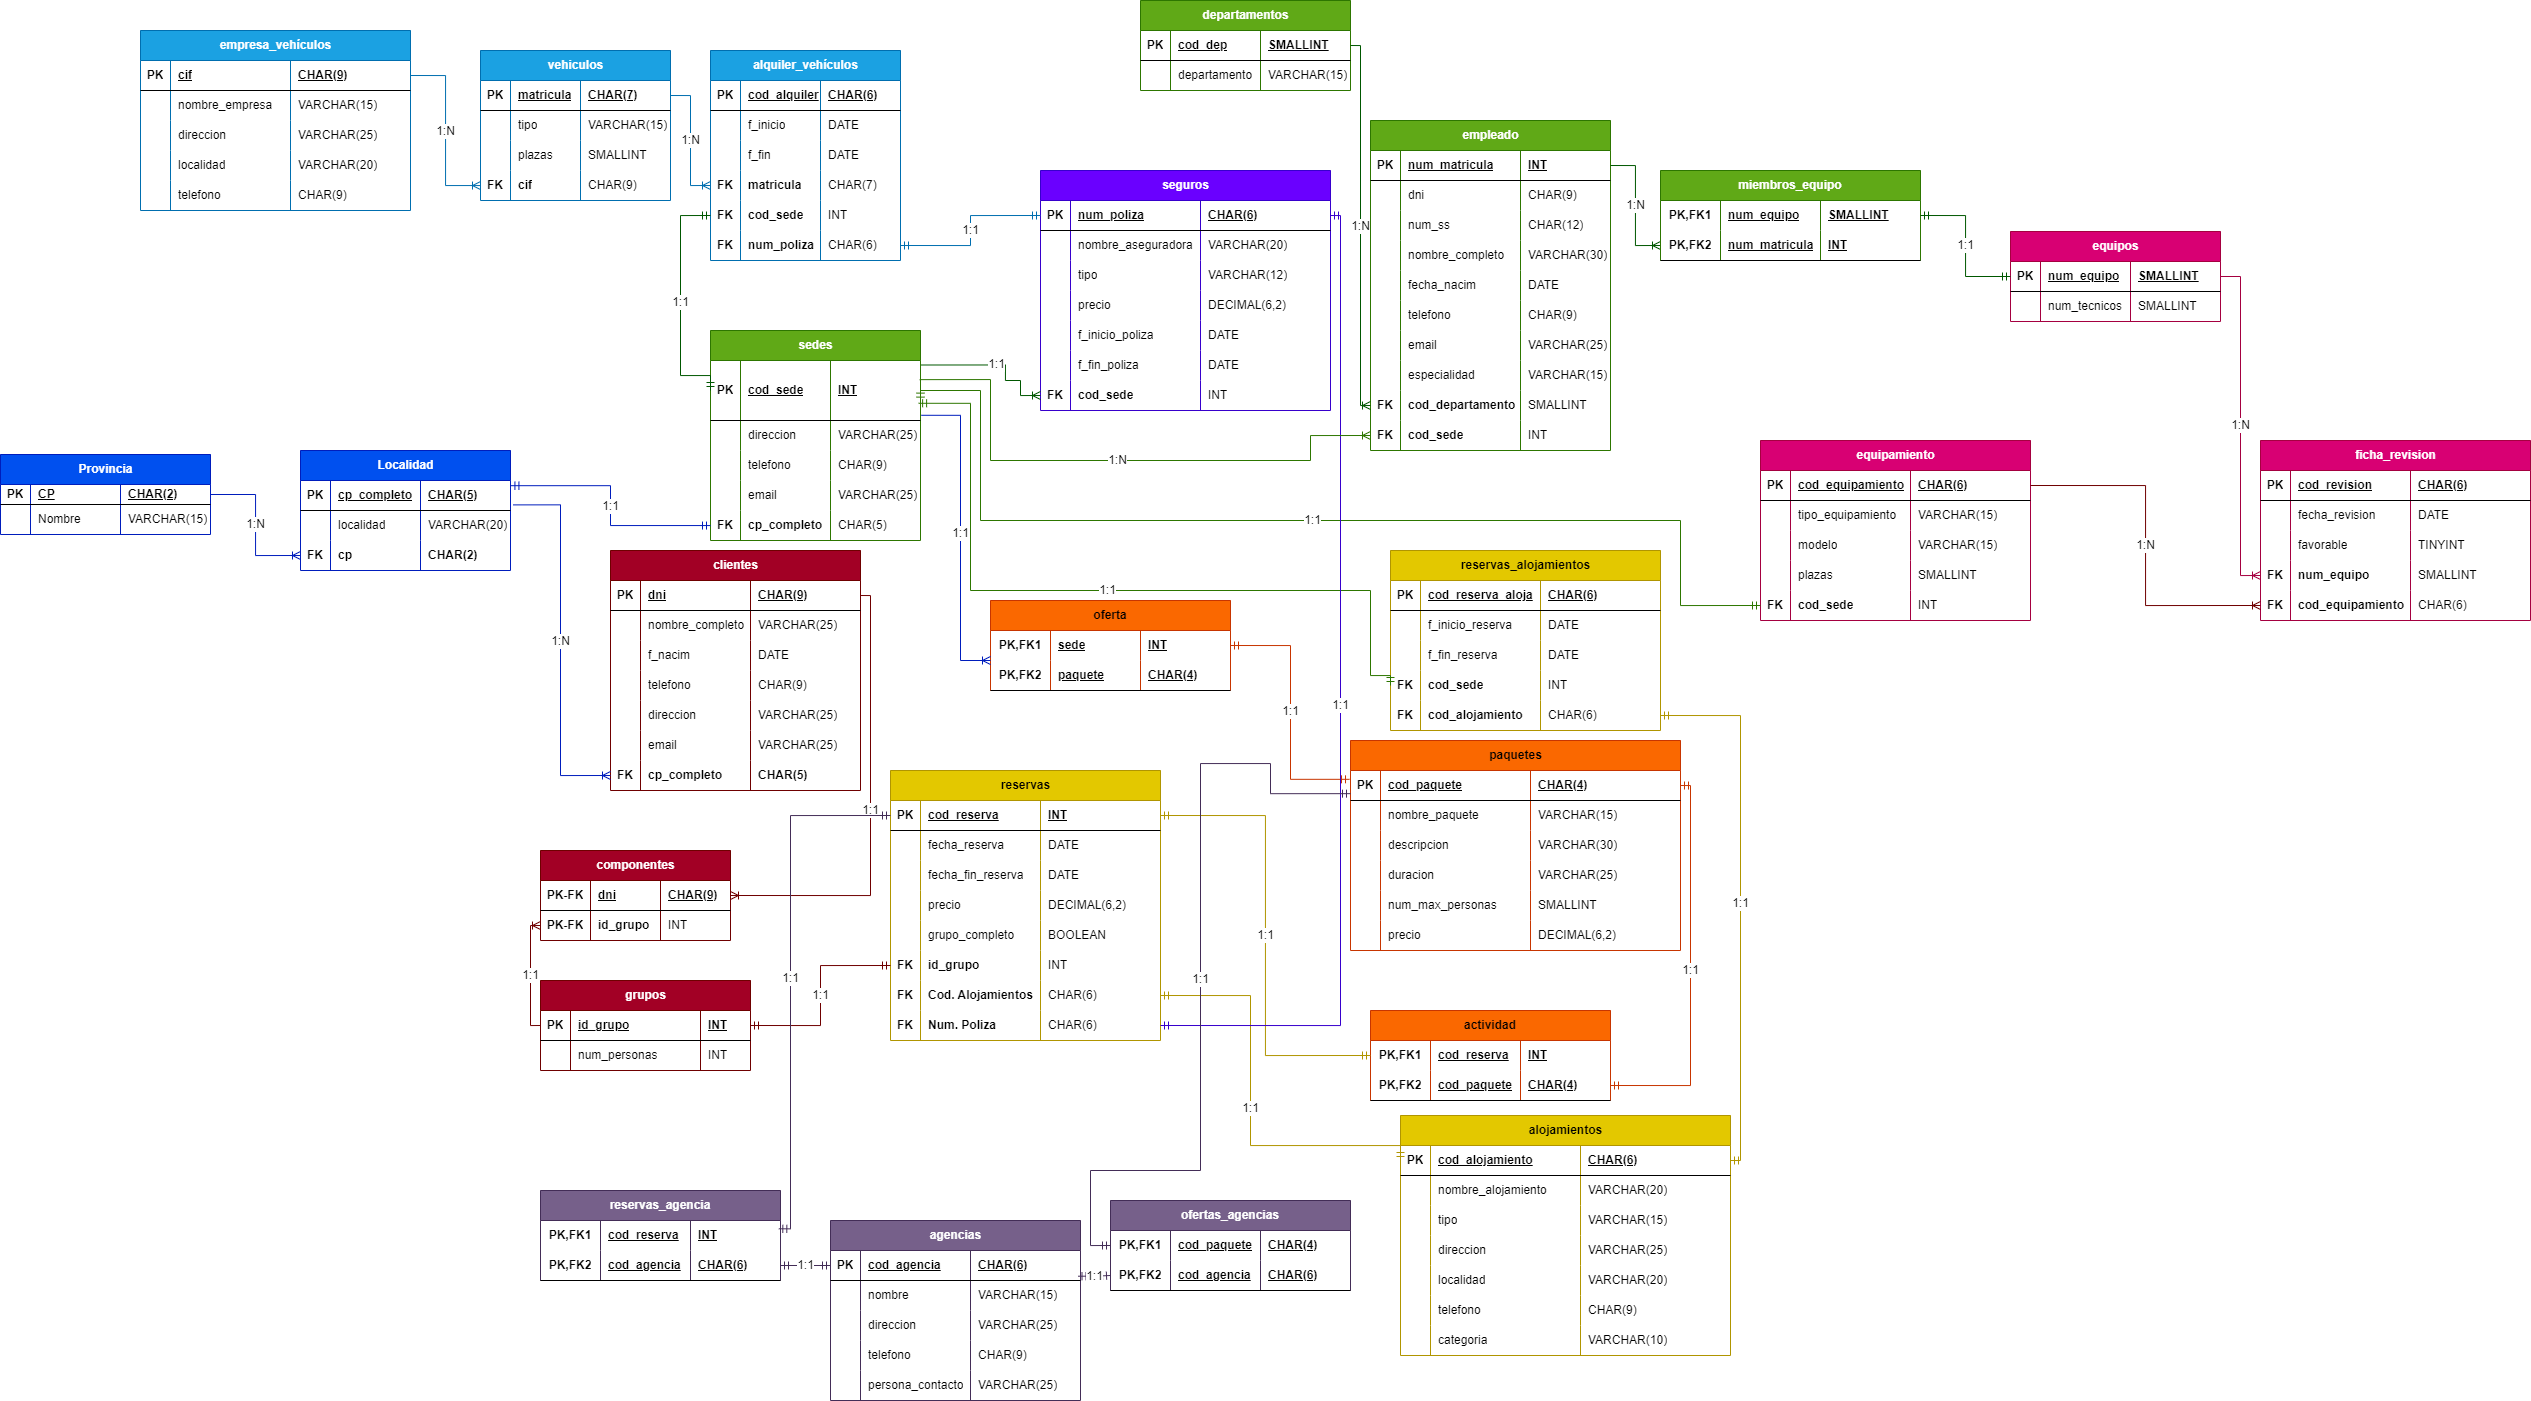 departamentos
PK cod_dep SMALLINT
departamento VARCHAR(15)
empresa_vehículos
PK cif CHAR(9)
nombre_empresa VARCHAR(15)
direccion VARCHAR(25)
localidad VARCHAR(20)
telefono CHAR(9)
1:N
vehiculos
PK matricula CHAR(7)
tipo VARCHAR(15)
plazas SMALLINT
FK cif CHAR(9)
1:N
alquiler_vehículos
PK cod_alquiler CHAR(6)
f_inicio DATE
f_fin DATE
FK matricula CHAR(7)
FK cod_sede INT
FK num_poliza CHAR(6)
1:1
1:1
seguros
PK num_poliza CHAR(6)
nombre_aseguradora VARCHAR(20)
tipo VARCHAR(12)
precio DECIMAL(6,2)
f_inicio_poliza DATE
f_fin_poliza DATE
FK cod_sede INT
1:N
empleado
PK num_matricula INT
dni CHAR(9)
num_ss CHAR(12)
nombre_completo VARCHAR(30)
fecha_nacim DATE
telefono CHAR(9)
email VARCHAR(25)
especialidad VARCHAR(15)
FK cod_departamento SMALLINT
FK cod_sede INT
1:N
miembros_equipo
PK,FK1 num_equipo SMALLINT
PK,FK2 num_matricula INT
1:1
equipos
PK num_equipo SMALLINT
num_tecnicos SMALLINT
1:N
sedes
PK cod_sede INT
direccion VARCHAR(25)
telefono CHAR(9)
email VARCHAR(25)
FK cp_completo CHAR(5)
1:1
1:N
1:1
1:1
1:1
Provincia
PK CP CHAR(2)
Nombre VARCHAR(15)
1:N
Localidad
PK cp_completo CHAR(5)
localidad VARCHAR(20)
FK cp CHAR(2)
1:1
1:N
equipamiento
PK cod_equipamiento CHAR(6)
tipo_equipamiento VARCHAR(15)
modelo VARCHAR(15)
plazas SMALLINT
FK cod_sede INT
1:N
ficha_revision
PK cod_revision CHAR(6)
fecha_revision DATE
favorable TINYINT
FK num_equipo SMALLINT
FK cod_equipamiento CHAR(6)
clientes
PK dni CHAR(9)
nombre_completo VARCHAR(25)
f_nacim DATE
telefono CHAR(9)
direccion VARCHAR(25)
email VARCHAR(25)
FK cp_completo CHAR(5)
1:1
oferta
PK,FK1 sede INT
PK,FK2 paquete CHAR(4)
1:1
1:1
reservas_alojamientos
PK cod_reserva_aloja CHAR(6)
f_inicio_reserva DATE
f_fin_reserva DATE
FK cod_sede INT
FK cod_alojamiento CHAR(6)
1:1
paquetes
PK cod_paquete CHAR(4)
nombre_paquete VARCHAR(15)
descripcion VARCHAR(30)
duracion VARCHAR(25)
num_max_personas SMALLINT
precio DECIMAL(6,2)
1:1
reservas
PK cod_reserva INT
fecha_reserva DATE
fecha_fin_reserva DATE
precio DECIMAL(6,2)
grupo_completo BOOLEAN
FK id_grupo INT
FK Cod. Alojamientos CHAR(6)
FK Num. Poliza CHAR(6)
1:1
1:1
1:1
componentes
PK-FK dni CHAR(9)
PK-FK id_grupo INT
1:1
grupos
PK id_grupo INT
num_personas INT
1:1
1:1
actividad
PK,FK1 cod_reserva INT
PK,FK2 cod_paquete CHAR(4)
alojamientos
PK cod_alojamiento CHAR(6)
nombre_alojamiento VARCHAR(20)
tipo VARCHAR(15)
direccion VARCHAR(25)
localidad VARCHAR(20)
telefono CHAR(9)
categoria VARCHAR(10)
reservas_agencia
PK,FK1 cod_reserva INT
PK,FK2 cod_agencia CHAR(6)
1:1
agencias
PK cod_agencia CHAR(6)
nombre VARCHAR(15)
direccion VARCHAR(25)
telefono CHAR(9)
persona_contacto VARCHAR(25)
1:1
ofertas_agencias
PK,FK1 cod_paquete CHAR(4)
PK,FK2 cod_agencia CHAR(6)